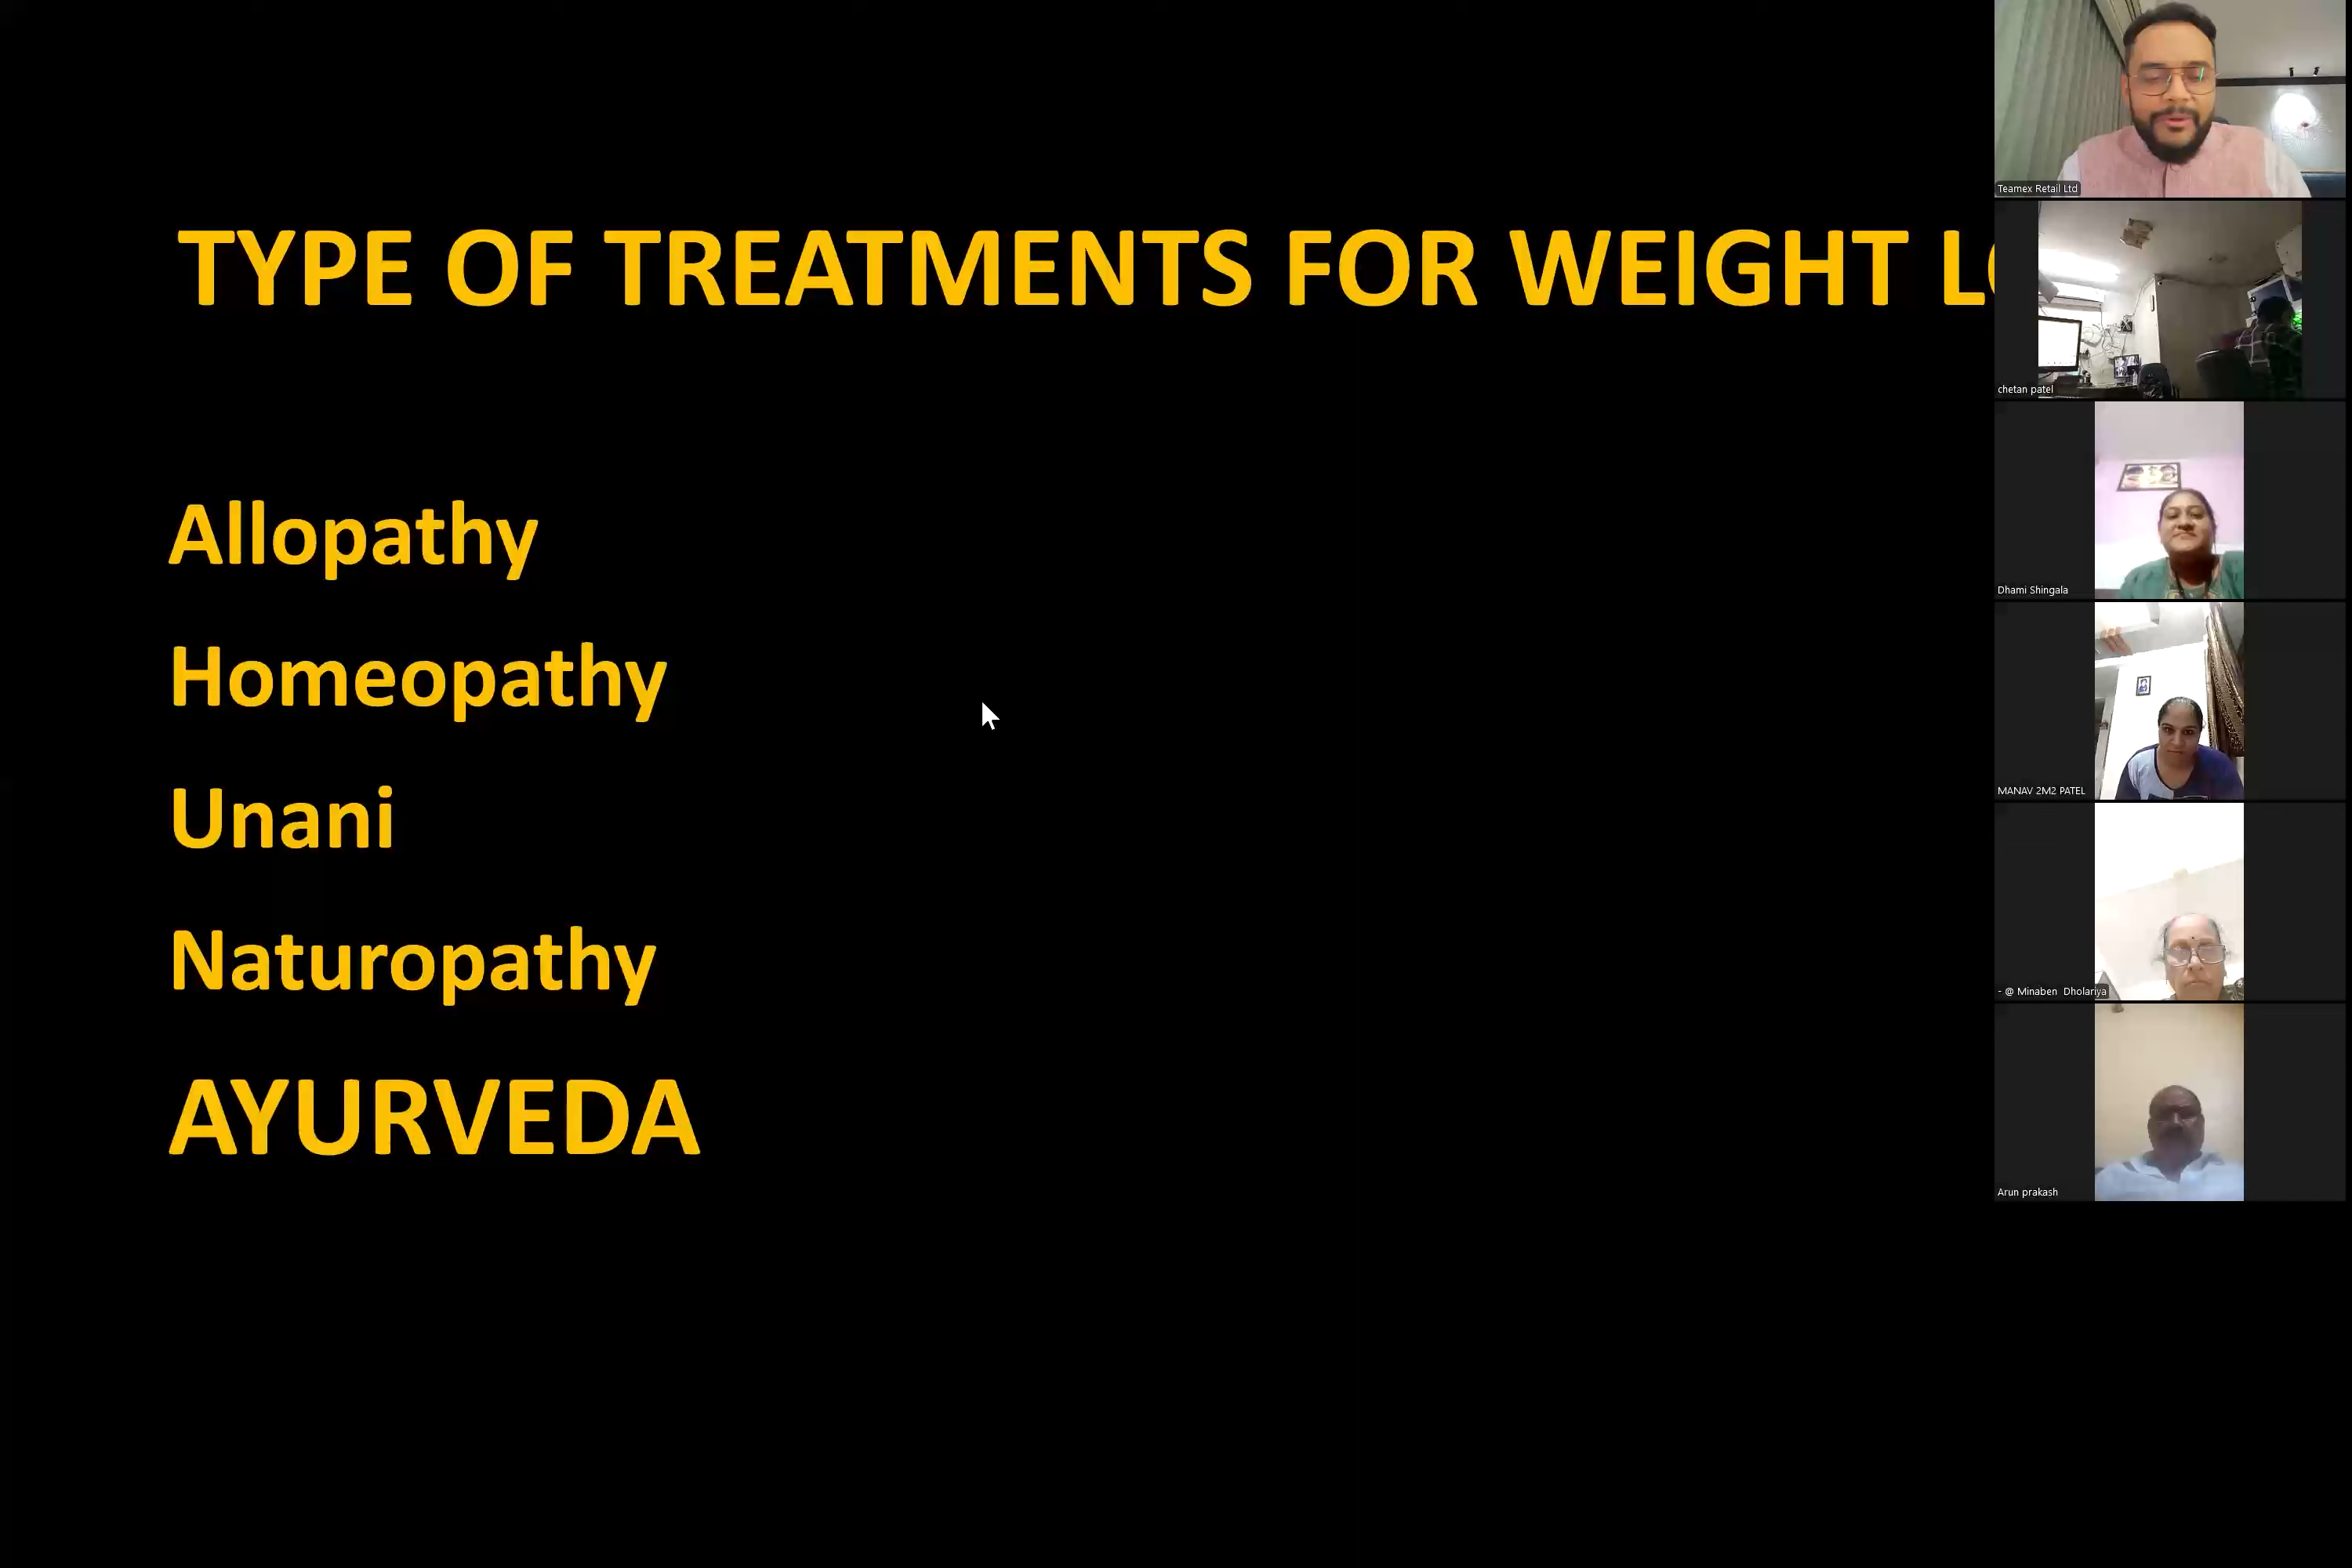 TYPE OF TREATMENTS FOR WEIGHT L
Allopathy
Homeopathy
Unani
Naturopathy
AYURVEDA
Teamex Retail Ltd
chetan patel
Dhami Shingala
MANAV 2M2 PATEL
- @ Minaben Dholariya
Arun prakash